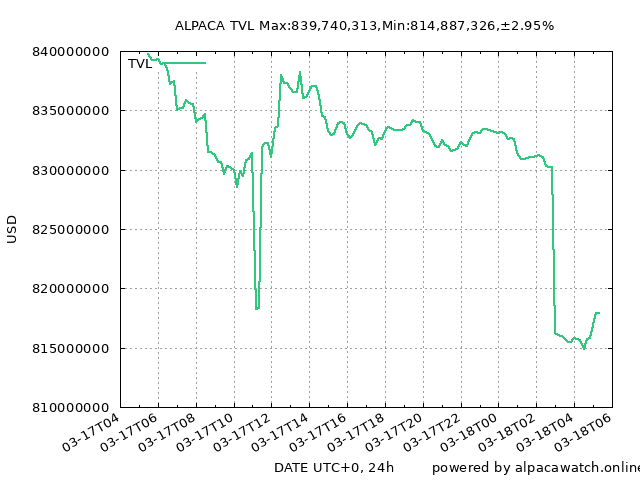 ALPACA TVL Max:839,740,313,Min:814,887,326,±2.95%
840000000
TVL
835000000
830000000
825000000
820000000
815000000
810000000
USD
03-17T04
03-17T06
03-17T08
03-17T10
03-17T12
03-17T14
03-17T16
03-17T18
03-17T20
03-17T22
03-18T00
03-18T02
03-18T04
03-18T06
DATE UTC+0, 24h
powered by alpacawatch.online